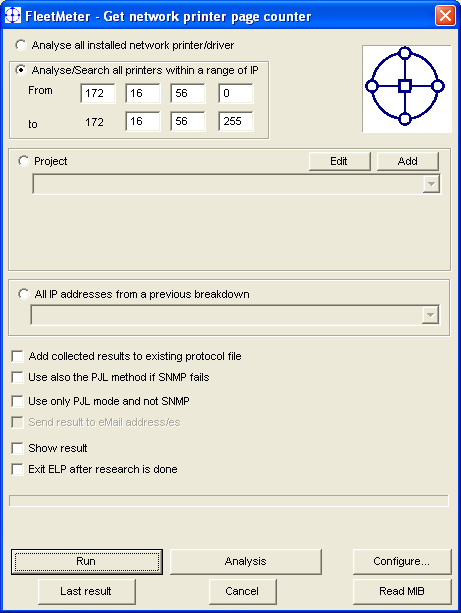 FleetMeter - Get network printer page counter
Analyse all installed network printer/driver
Analyse/Search all printers within a range of IP
From 172 16 56 0
to 172 16 56 255
Project Edit Add
All IP addresses from a previous breakdown
Add collected results to existing protocol file
Use also the PJL method if SNMP fails
Use only PJL mode and not SNMP
Send result to eMail address/es
Show result
Exit ELP after research is done
Run Analysis Configure...
Last result Cancel Read MIB